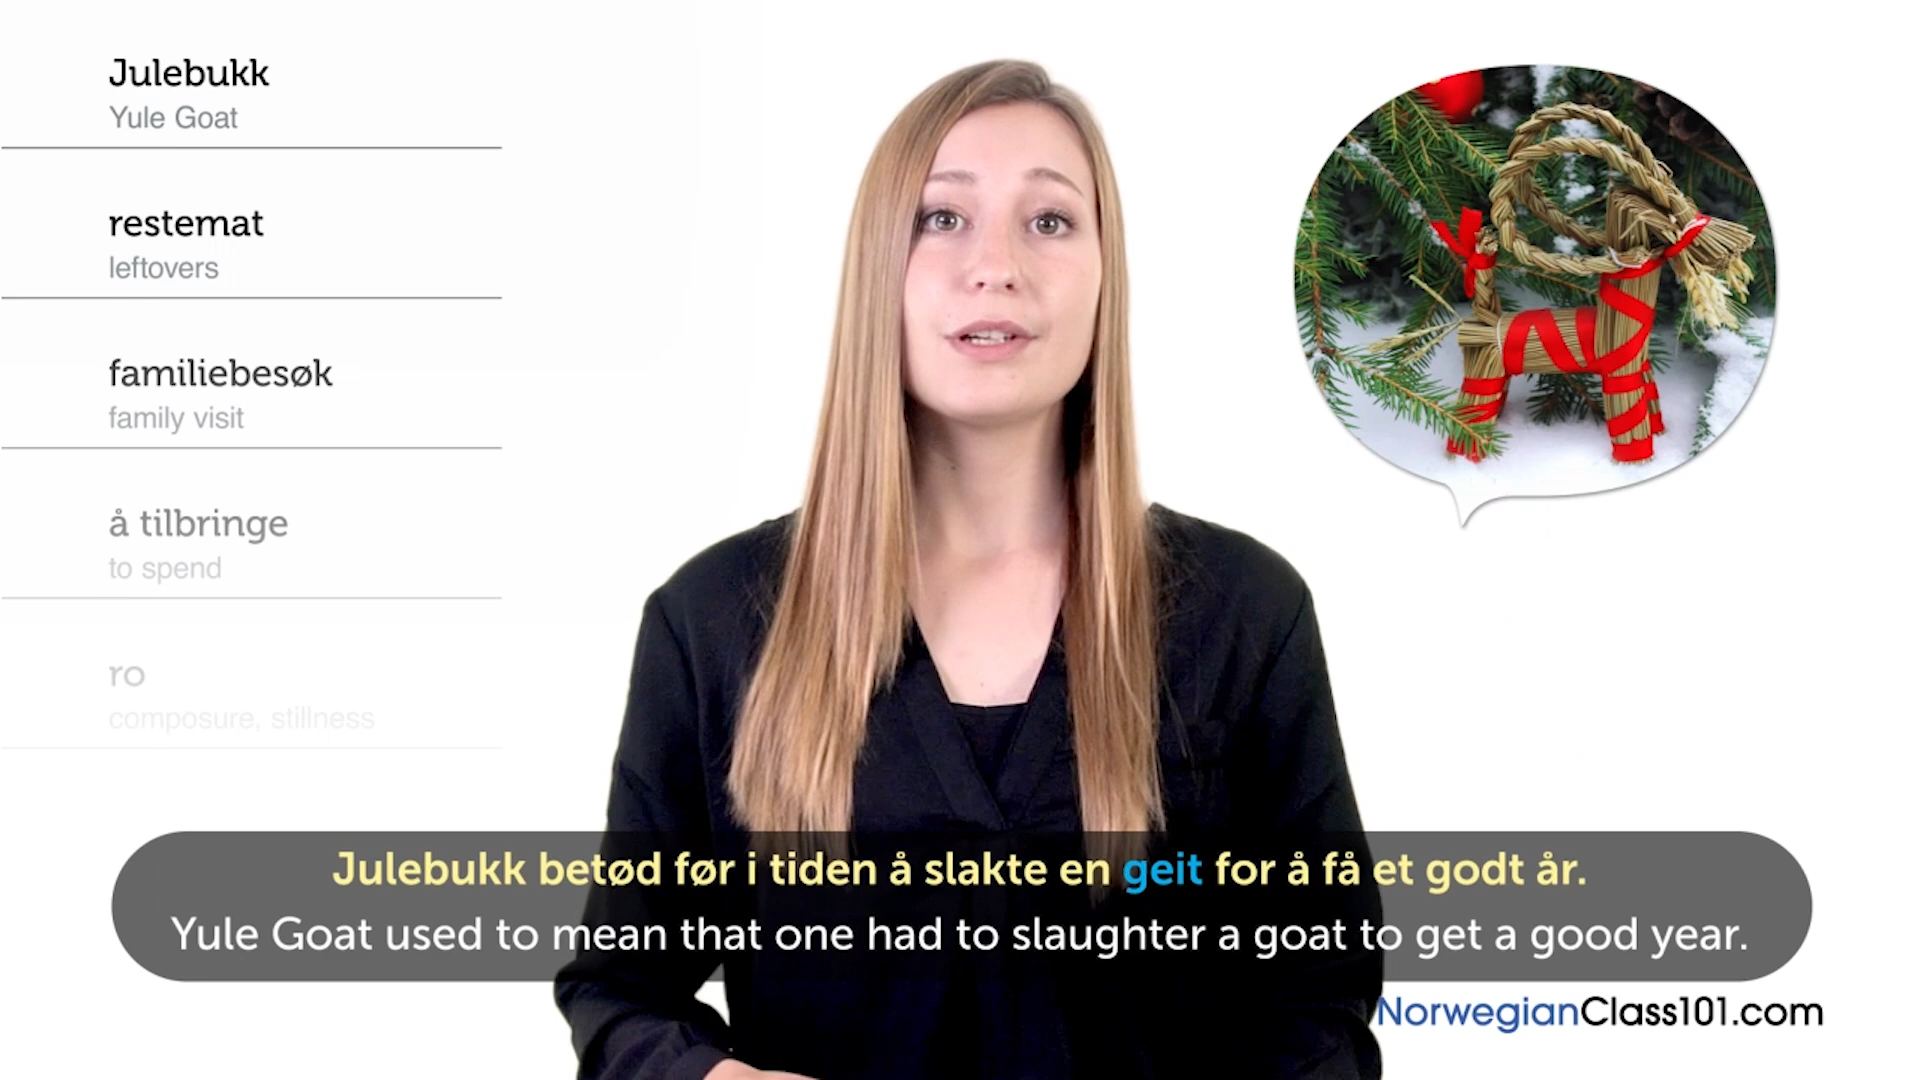 Julebukk
Yule Goat
restemat
leftovers
familiebesøk
family visit
å tilbringe
to spend
ro
composure, stillness
Julebukk betød før i tiden å slakte en geit for å få et godt år.
Yule Goat used to mean that one had to slaughter a goat to get a good year.
NorwegianClass101.com